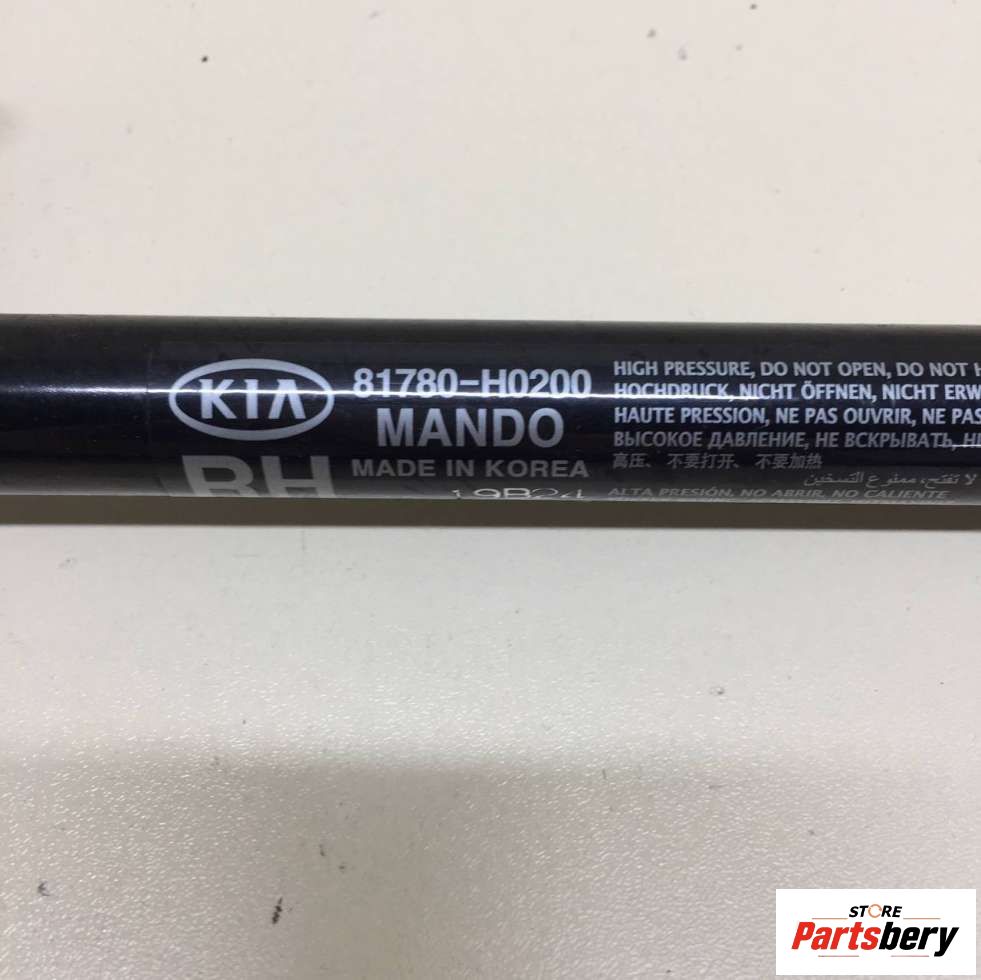 KIA
81780-H0200
MANDO
MADE IN KOREA
RH
19B24
HIGH PRESSURE, DO NOT OPEN, DO NOT
HOCHDRUCK, NICHT ÖFFNEN, NICHT ERW
HAUTE PRESSION, NE PAS OUVRIR, NE PAS
ВЫСОКОЕ ДАВЛЕНИЕ, НЕ ВСКРЫВАТЬ, НЕ
高压、不要打开、不要加热
لا تفتح، ممنوع التسخين
ALTA PRESIÓN, NO ABRIR, NO CALIENTE
STORE
Partsbery